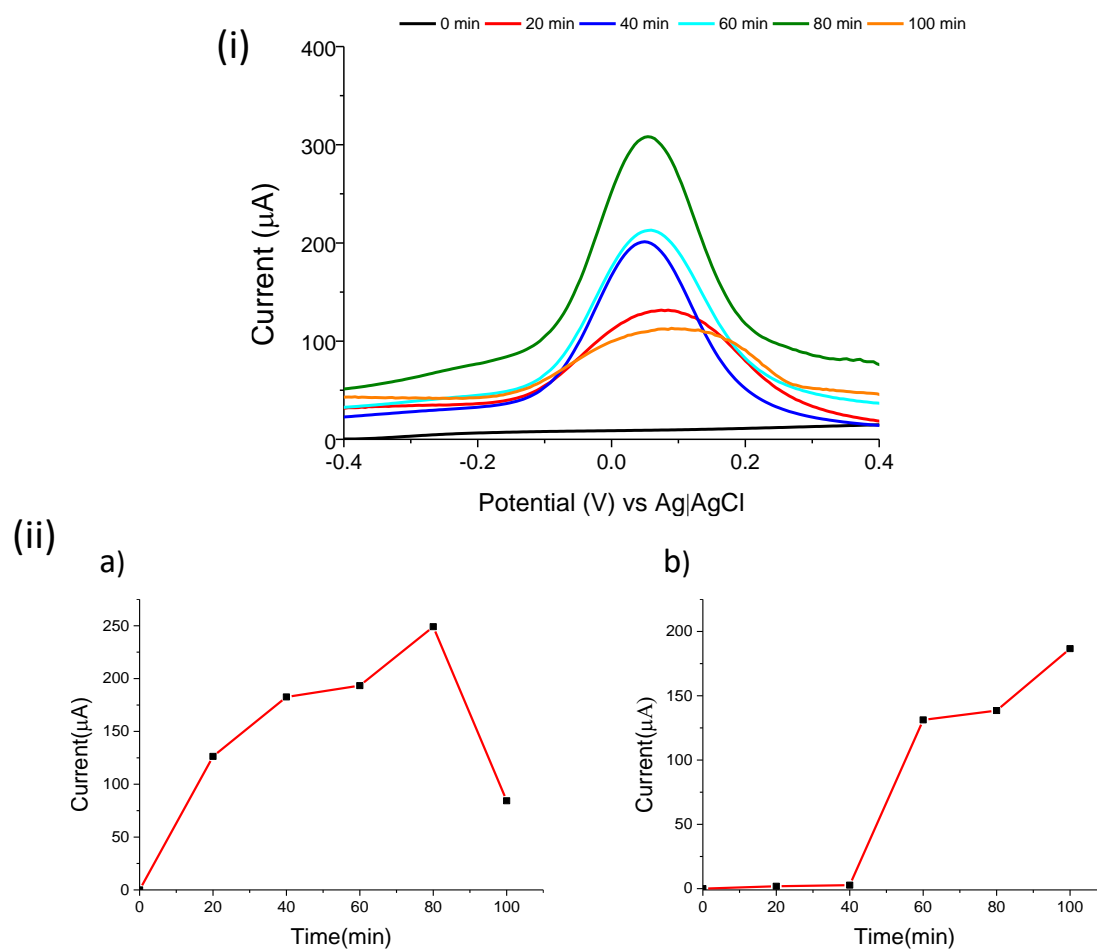 0 min 20 min 40 min 60 min 80 min 100 min
(i)
400
300
200
100
0
Current (μA)
-0.4 -0.2 0.0 0.2 0.4
Potential (V) vs Ag|AgCl
(ii)
a)
250
200
150
100
50
0
Current(μA)
0 20 40 60 80 100
Time(min)
b)
200
150
100
50
0
Current(μA)
0 20 40 60 80 100
Time(min)